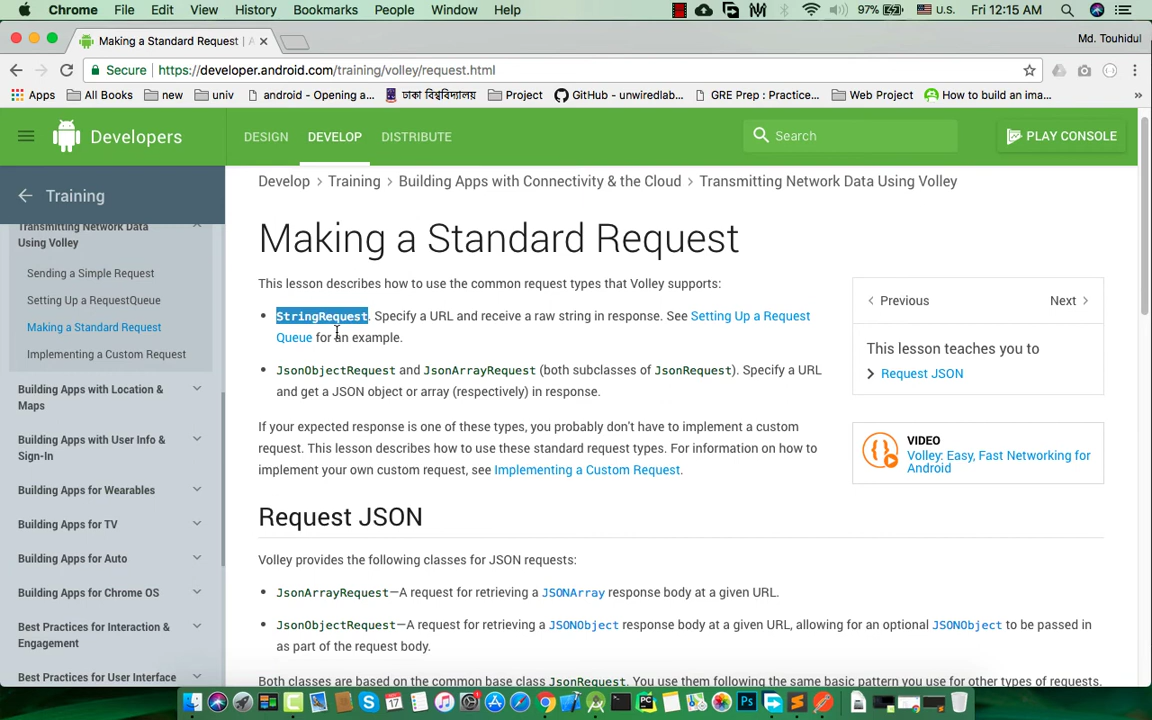 Chrome File Edit View History Bookmarks People Window Help 97% U.S. Fri 12:15 AM
Making a Standard Request | A
Md. Touhidul
Secure https://developer.android.com/training/volley/request.html
Apps All Books new univ android - Opening a... ঢাকা বিশ্ববিদ্যালয় Project GitHub - unwiredlab... GRE Prep : Practice... Web Project How to build an ima... »
Developers DESIGN DEVELOP DISTRIBUTE Search PLAY CONSOLE
Training
Develop > Training > Building Apps with Connectivity & the Cloud > Transmitting Network Data Using Volley
Transmitting Network Data
Using Volley
Sending a Simple Request
Setting Up a RequestQueue
Making a Standard Request
Implementing a Custom Request
Building Apps with Location &
Maps
Building Apps with User Info &
Sign-In
Building Apps for Wearables
Building Apps for TV
Building Apps for Auto
Building Apps for Chrome OS
Best Practices for Interaction &
Engagement
Best Practices for User Interface
Making a Standard Request
This lesson describes how to use the common request types that Volley supports:
• StringRequest. Specify a URL and receive a raw string in response. See Setting Up a Request
Queue for an example.
• JsonObjectRequest and JsonArrayRequest (both subclasses of JsonRequest). Specify a URL
and get a JSON object or array (respectively) in response.
If your expected response is one of these types, you probably don't have to implement a custom
request. This lesson describes how to use these standard request types. For information on how to
implement your own custom request, see Implementing a Custom Request.
Request JSON
Volley provides the following classes for JSON requests:
• JsonArrayRequest—A request for retrieving a JSONArray response body at a given URL.
• JsonObjectRequest—A request for retrieving a JSONObject response body at a given URL, allowing for an optional JSONObject to be passed in
as part of the request body.
Both classes are based on the common base class JsonRequest. You use them following the same basic pattern you use for other types of requests.
Previous Next
This lesson teaches you to
Request JSON
VIDEO
Volley: Easy, Fast Networking for
Android